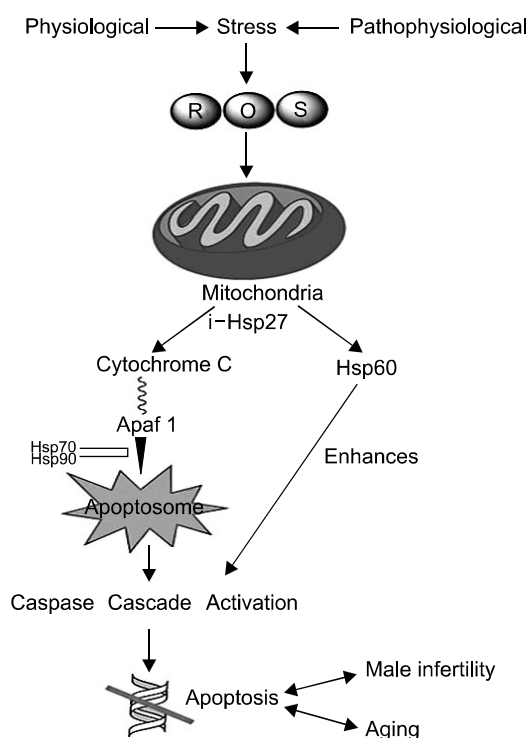 Physiological Stress Pathophysiological
R O S
Mitochondria
i–Hsp27
Cytochrome C
Hsp60
Apaf 1
Hsp70
Hsp90
Enhances
Apoptosome
Caspase Cascade Activation
Male infertility
Apoptosis
Aging